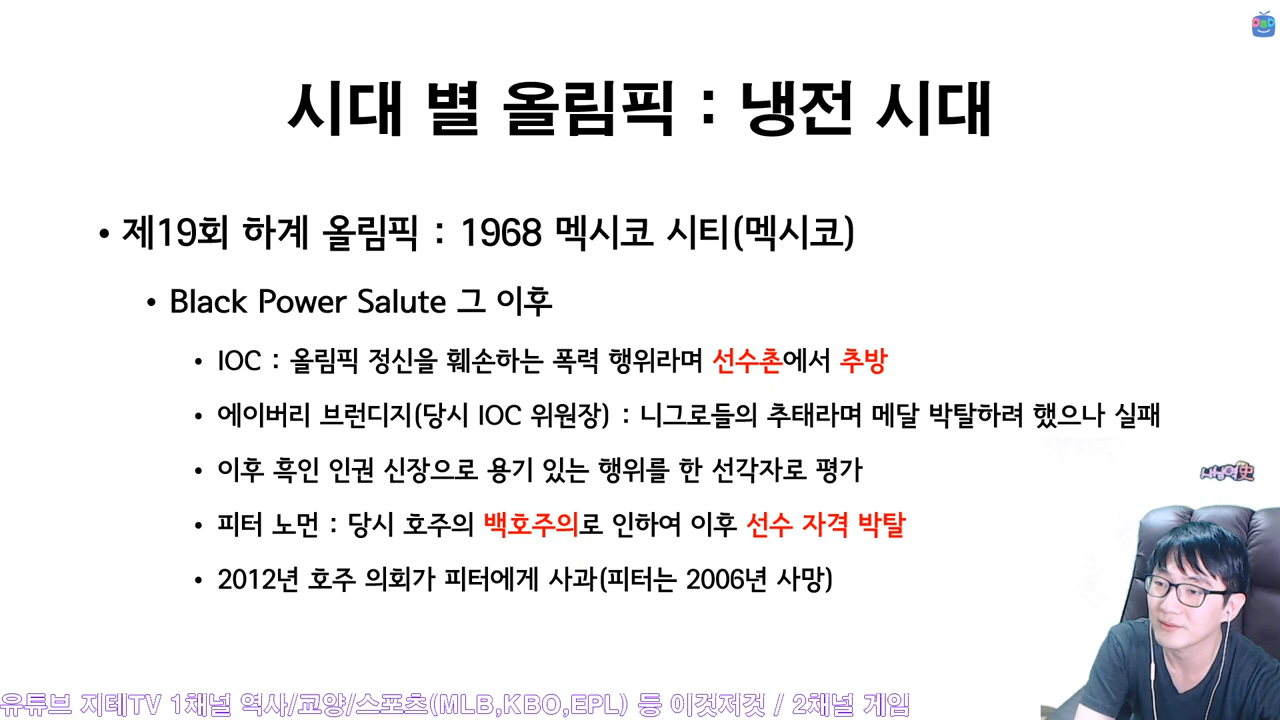 시대 별 올림픽 : 냉전 시대
• 제19회 하계 올림픽 : 1968 멕시코 시티(멕시코)
• Black Power Salute 그 이후
• IOC : 올림픽 정신을 훼손하는 폭력 행위라며 선수촌에서 추방
• 에이버리 브런디지(당시 IOC 위원장) : 니그로들의 추태라며 메달 박탈하려 했으나 실패
• 이후 흑인 인권 신장으로 용기 있는 행위를 한 선각자로 평가
• 피터 노먼 : 당시 호주의 백호주의로 인하여 이후 선수 자격 박탈
• 2012년 호주 의회가 피터에게 사과(피터는 2006년 사망)
유튜브 지테TV 1채널 역사/교양/스포츠(MLB,KBO,EPL) 등 이것저것 / 2채널 게임